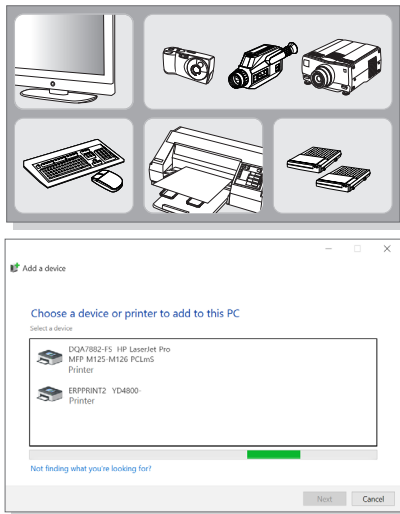 Add a device
Choose a device or printer to add to this PC
Select a device
DQA7882-FS HP LaserJet Pro
MFP M125-M126 PCLmS
Printer
ERPPRINT2 YD4800-
Printer
Not finding what you're looking for?
Next Cancel